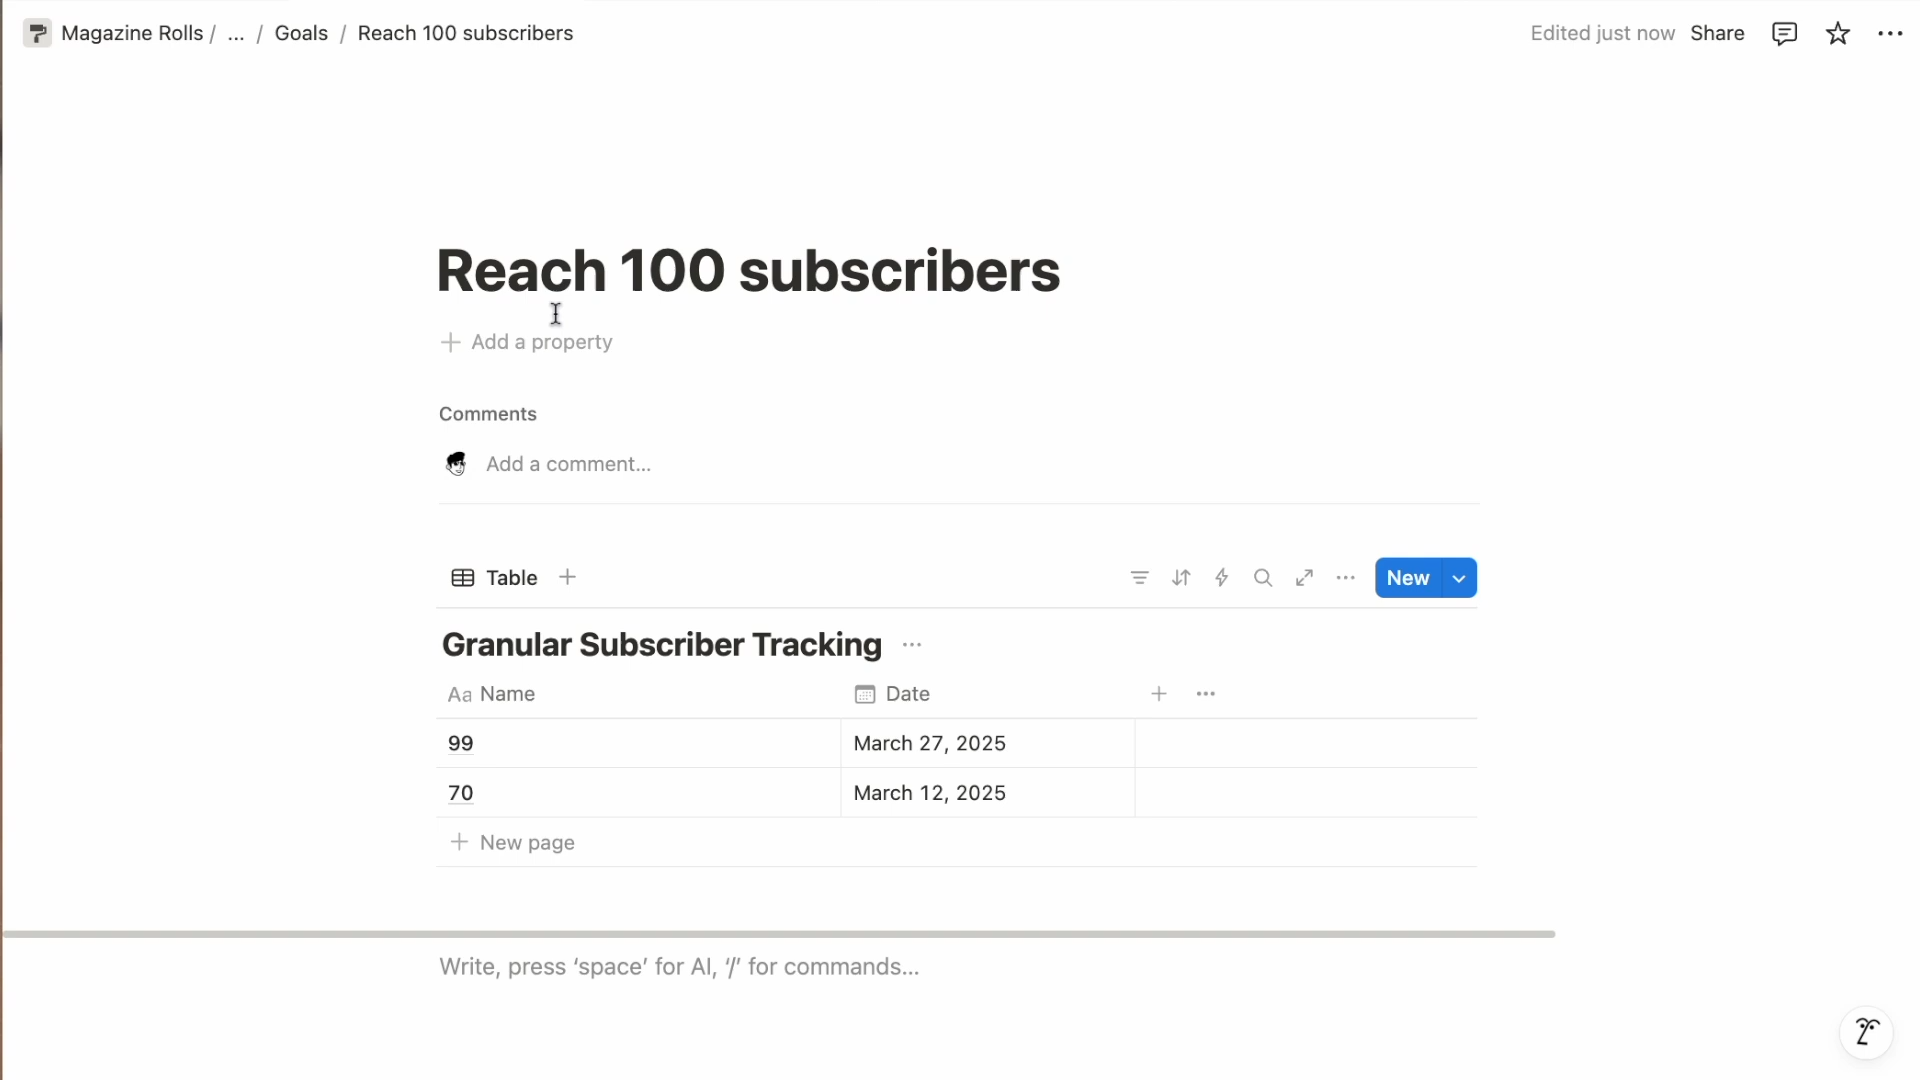 Magazine Rolls / ... / Goals / Reach 100 subscribers
Edited just now Share
Reach 100 subscribers
Add a property
Comments
Add a comment...
Table
New
Granular Subscriber Tracking
Aa Name Date
99 March 27, 2025
70 March 12, 2025
New page
Write, press ‘space’ for AI, ‘/’ for commands...